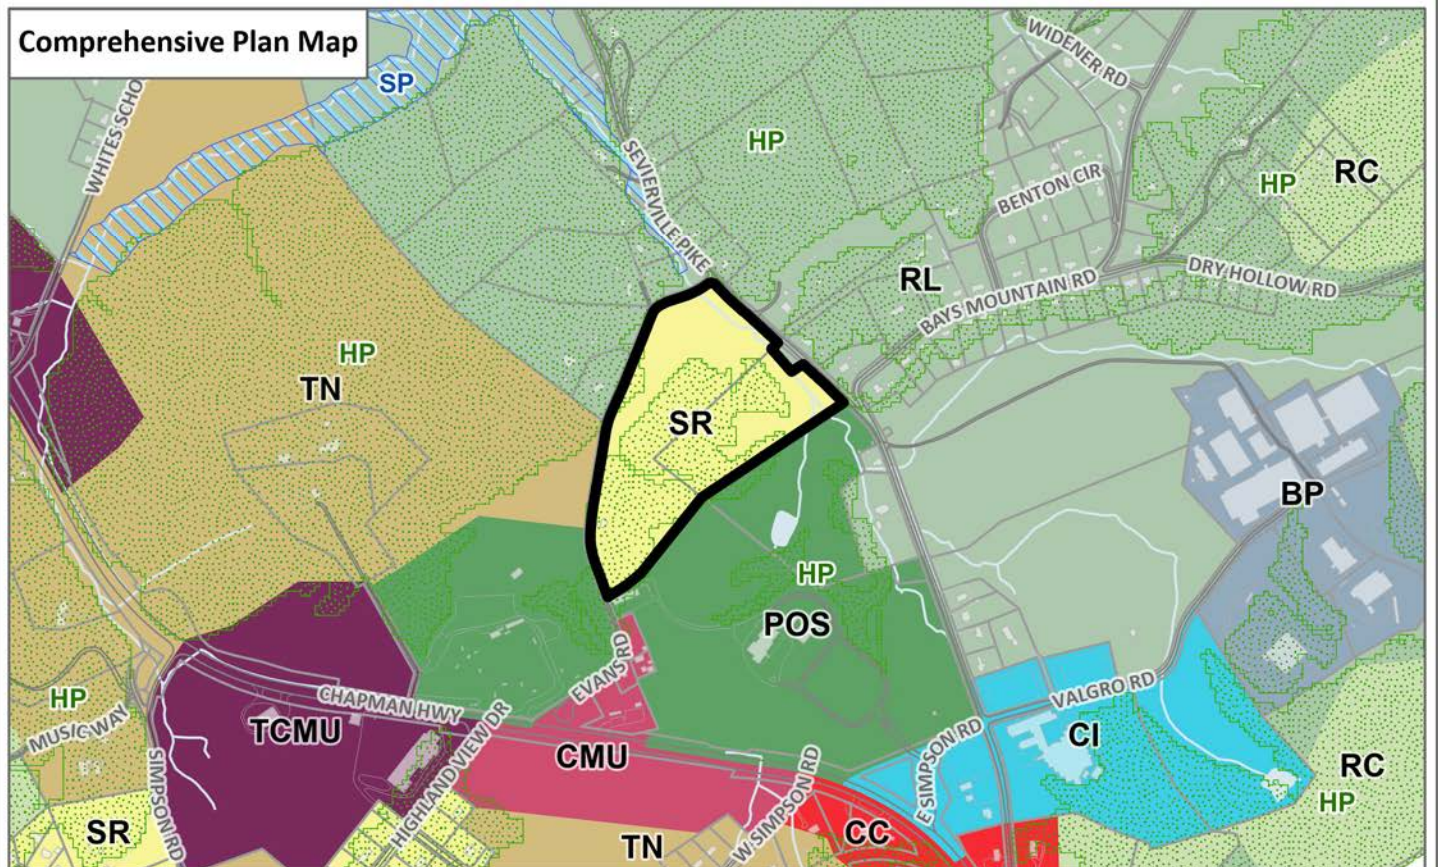 Comprehensive Plan Map
WIDENER RD
SP
WHITES SCHO
HP
SEVIERVILLE PIKE
RC
HP
BENTON CIR
RL
DRY HOLLOW RD
BAYS MOUNTAIN RD
HP
TN
SR
BP
HP
POS
EVANS RD
HP
CHAPMAN HWY
VALGRO RD
MUSIC WAY
TCMU
HIGHLAND VIEW DR
CMU
E SIMPSON RD
CI
RC
SIMPSON RD
W SIMPSON RD
HP
SR
TN
CC